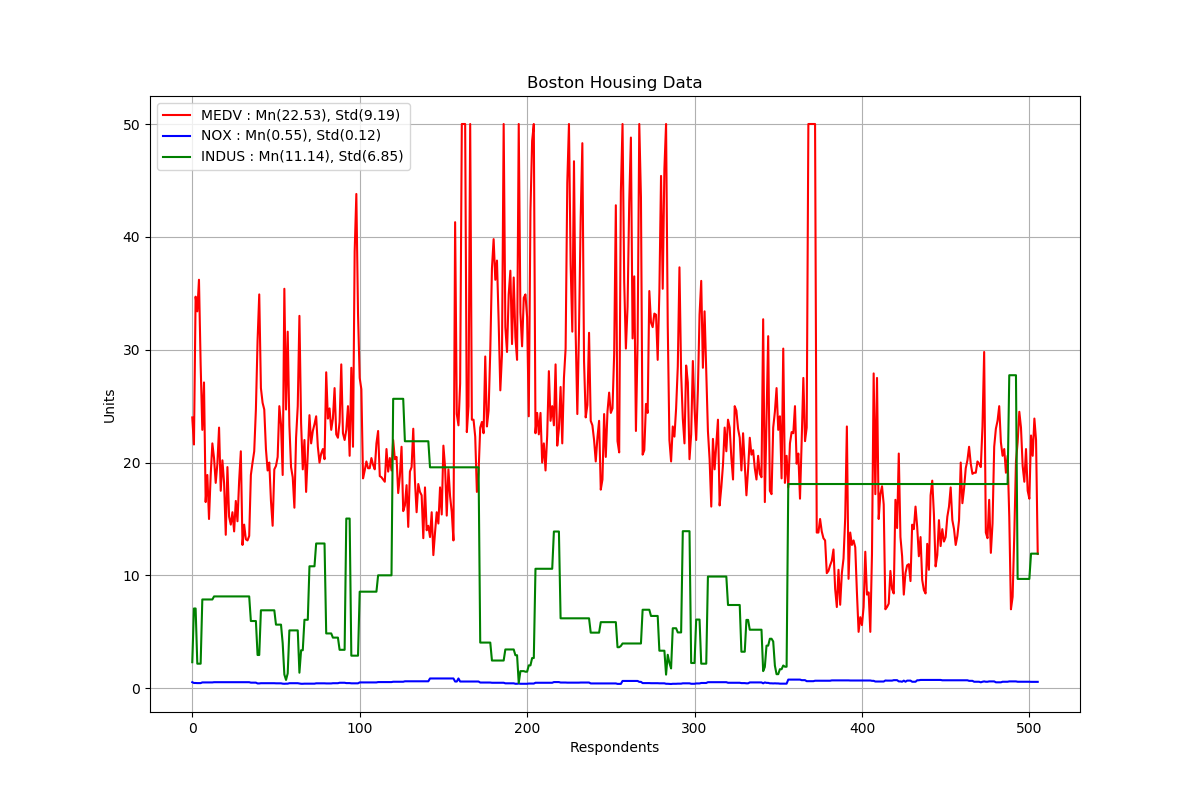 Boston Housing Data
MEDV : Mn(22.53), Std(9.19)
NOX : Mn(0.55), Std(0.12)
INDUS : Mn(11.14), Std(6.85)
50
40
30
20
10
0
Units
0 100 200 300 400 500
Respondents